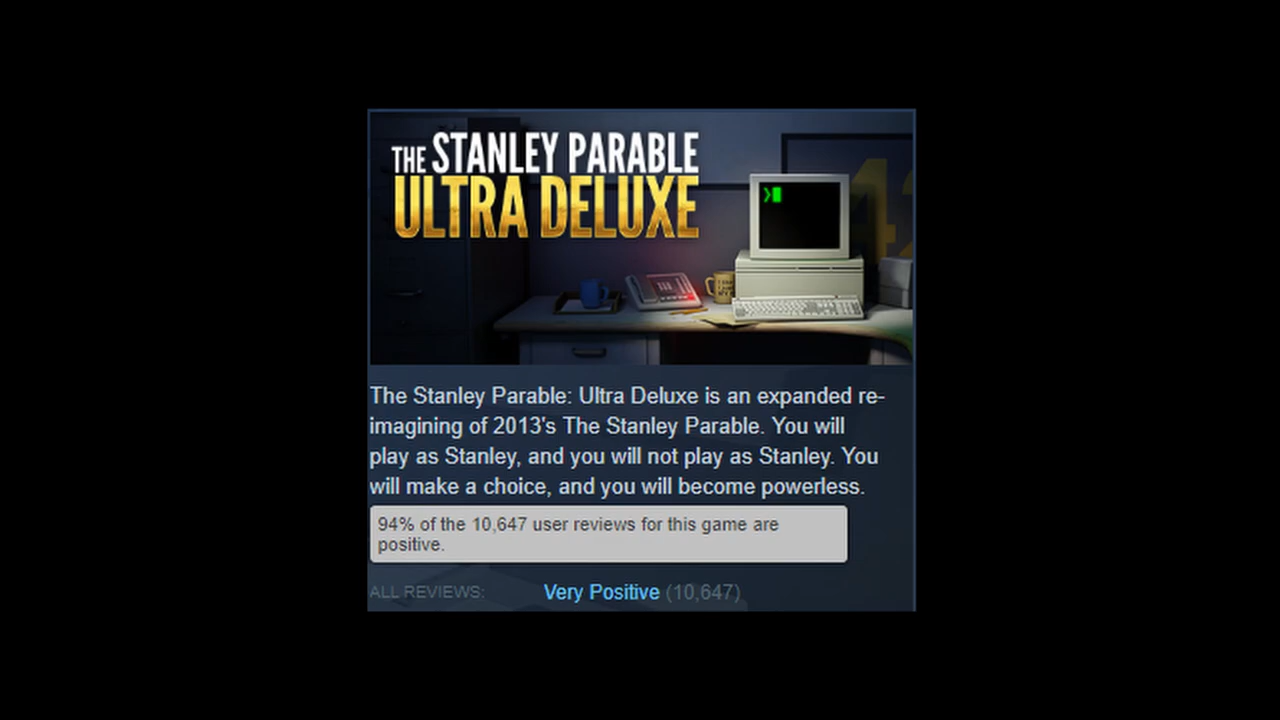 THE STANLEY PARABLE
ULTRA DELUXE
The Stanley Parable: Ultra Deluxe is an expanded re-
imagining of 2013's The Stanley Parable. You will
play as Stanley, and you will not play as Stanley. You
will make a choice, and you will become powerless.
94% of the 10,647 user reviews for this game are
positive.
ALL REVIEWS: Very Positive (10,647)